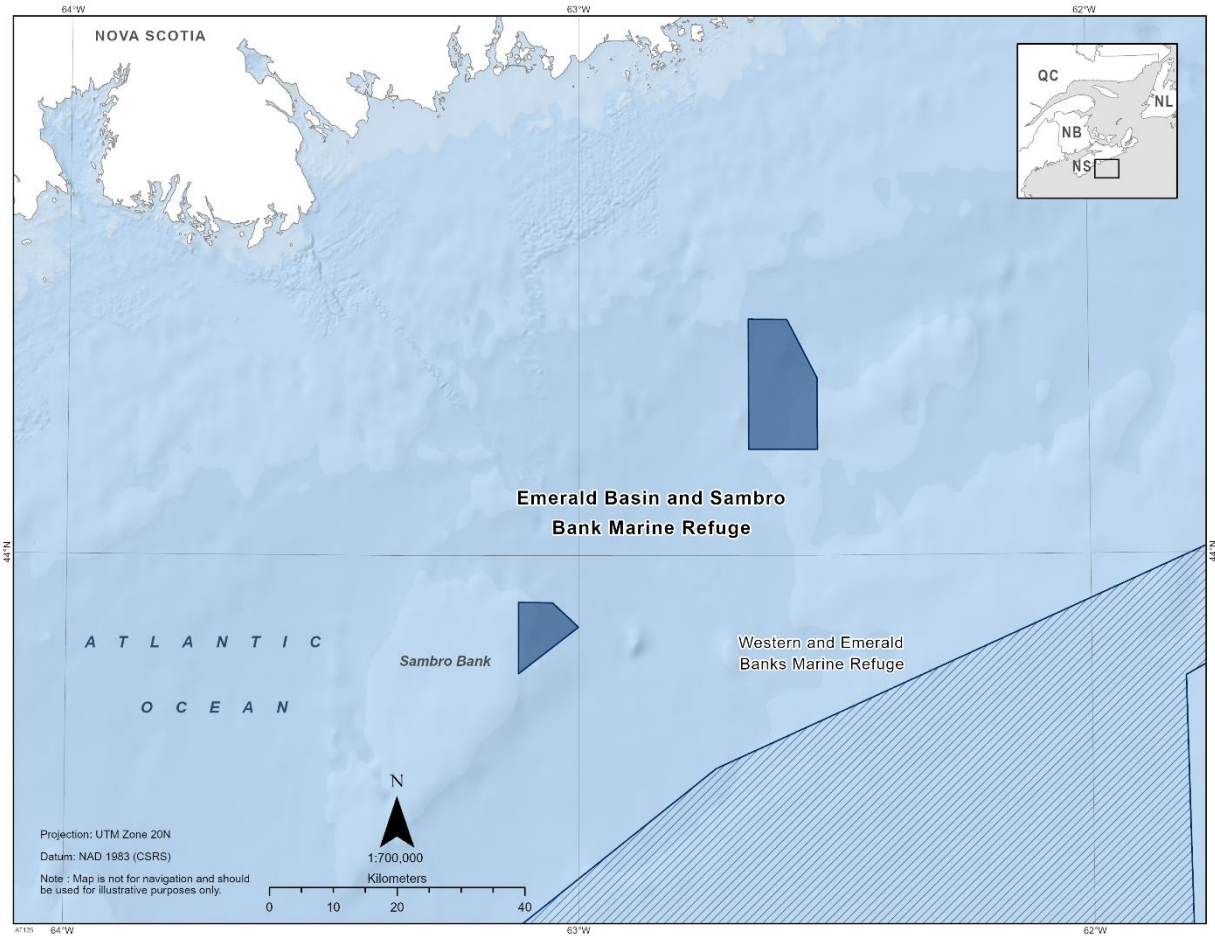 64°W
63°W
62°W
NOVA SCOTIA
QC
NL
NB
NS
Emerald Basin and Sambro
Bank Marine Refuge
44°N
44°N
Western and Emerald
Banks Marine Refuge
A T L A N T I C
O C E A N
Sambro Bank
N
1:700,000
Kilometers
0 10 20 40
Projection: UTM Zone 20N
Datum: NAD 1983 (CSRS)
Note : Map is not for navigation and should
be used for illustrative purposes only.
AT125
64°W
63°W
62°W